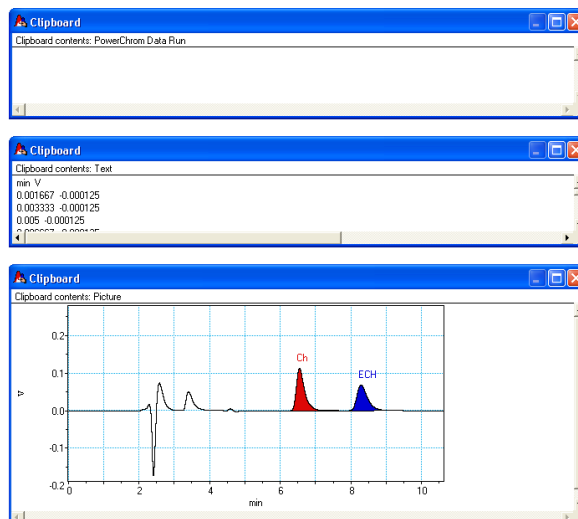 Clipboard
Clipboard contents: PowerChrom Data Run
Clipboard
Clipboard contents: Text
min V
0.001667 -0.000125
0.003333 -0.000125
0.005 -0.000125
Clipboard
Clipboard contents: Picture
0.2
0.1
0.0
-0.1
-0.2
V
Ch
ECH
0 2 4 6 8 10
min